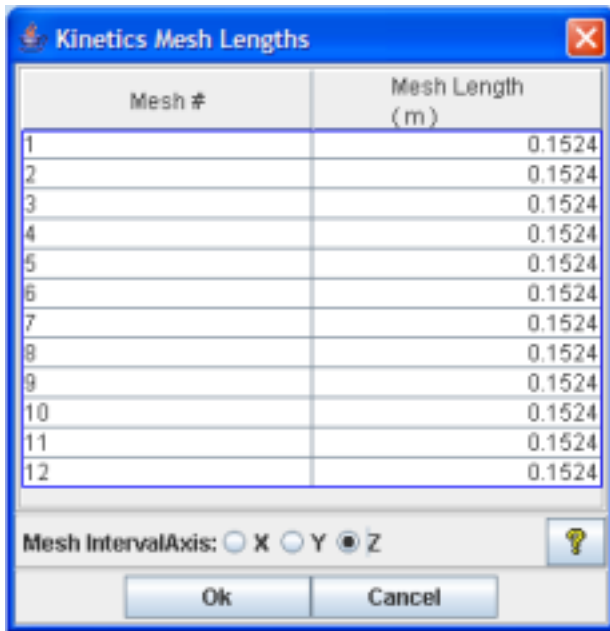 Kinetics Mesh Lengths
Mesh # Mesh Length
(m)
1 0.1524
2 0.1524
3 0.1524
4 0.1524
5 0.1524
6 0.1524
7 0.1524
8 0.1524
9 0.1524
10 0.1524
11 0.1524
12 0.1524
Mesh IntervalAxis: X Y Z ?
Ok Cancel